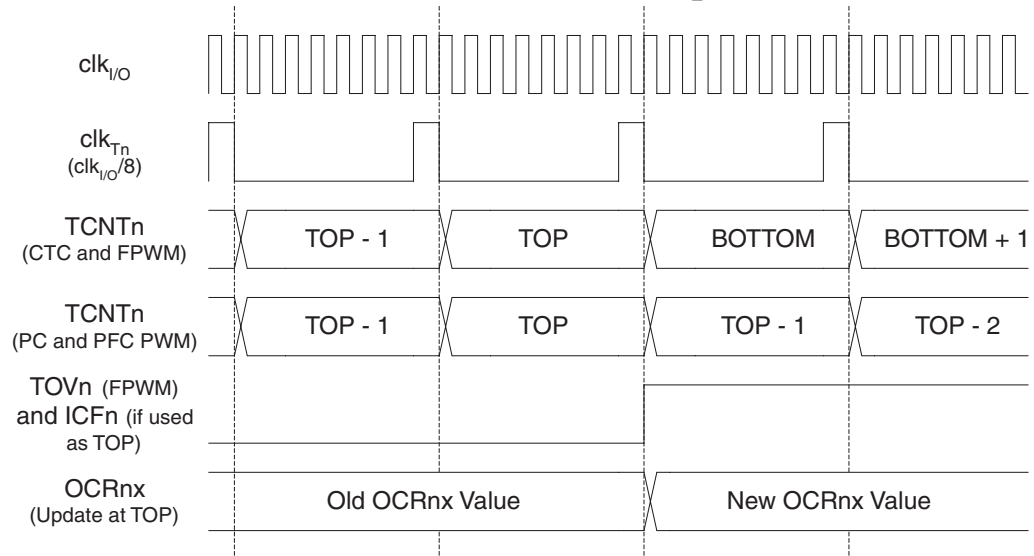 clkI/O
clkTn
(clkI/O/8)
TCNTn
(CTC and FPWM)
TOP - 1
TOP
BOTTOM
BOTTOM + 1
TCNTn
(PC and PFC PWM)
TOP - 1
TOP
TOP - 1
TOP - 2
TOVn (FPWM)
and ICFn (if used
as TOP)
OCRnx
(Update at TOP)
Old OCRnx Value
New OCRnx Value